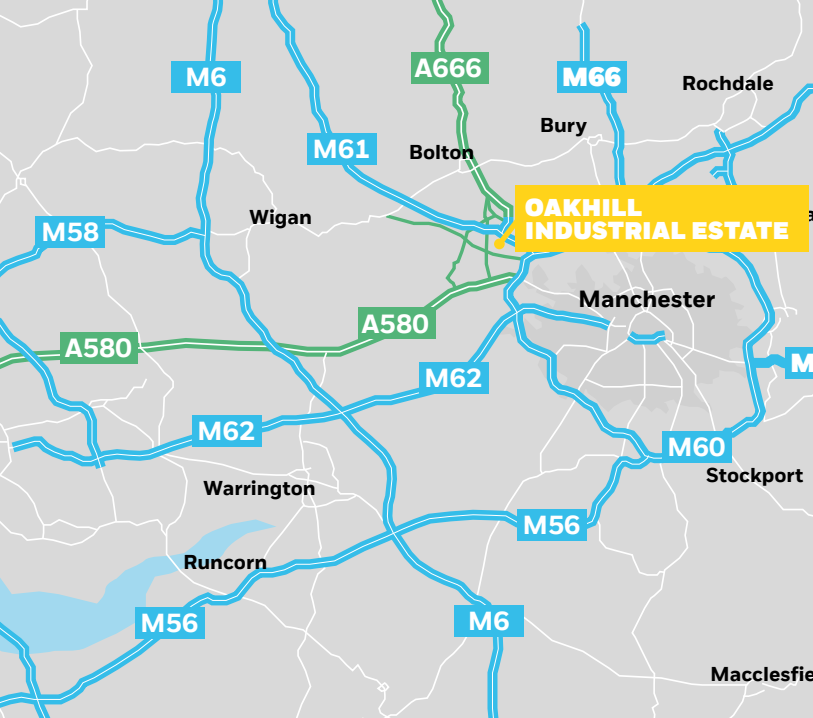 A666
M6
M66
Rochdale
Bury
M61
Bolton
OAKHILL
INDUSTRIAL ESTATE
Wigan
M58
Manchester
A580
A580
M
M62
M62
M60
Stockport
Warrington
M56
Runcorn
M56
M6
Macclesfie